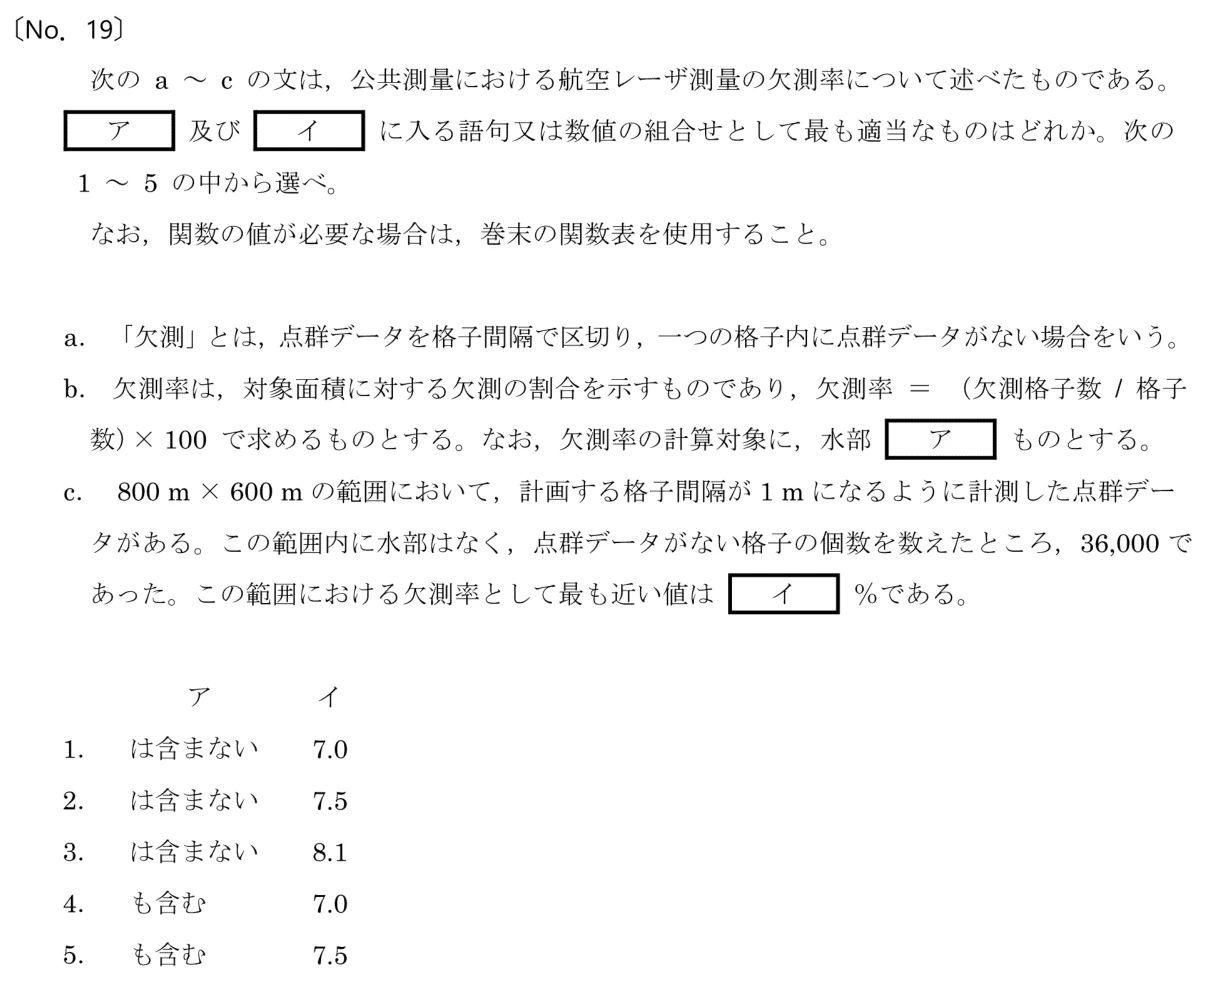 〔No. 19〕
次の a ～ c の文は，公共測量における航空レーザ測量の欠測率について述べたものである。
ア 及び イ に入る語句又は数値の組合せとして最も適当なものはどれか。次の
1 ～ 5 の中から選べ。
なお，関数の値が必要な場合は，巻末の関数表を使用すること。
a. 「欠測」とは，点群データを格子間隔で区切り，一つの格子内に点群データがない場合をいう。
b. 欠測率は，対象面積に対する欠測の割合を示すものであり，欠測率 ＝ （欠測格子数 / 格子
数）× 100 で求めるものとする。なお，欠測率の計算対象に，水部 ア ものとする。
c. 800 m × 600 m の範囲において，計画する格子間隔が 1 m になるように計測した点群デー
タがある。この範囲内に水部はなく，点群データがない格子の個数を数えたところ，36,000 で
あった。この範囲における欠測率として最も近い値は イ ％である。
ア イ
1. は含まない 7.0
2. は含まない 7.5
3. は含まない 8.1
4. も含む 7.0
5. も含む 7.5